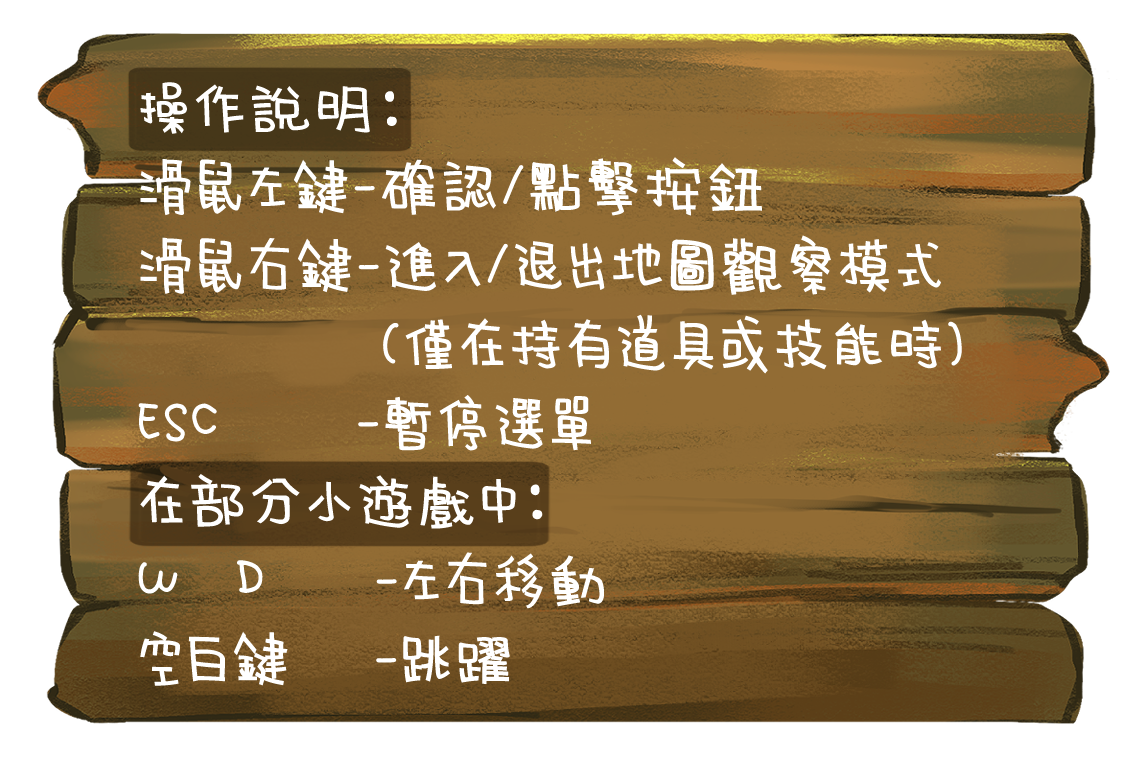 操作說明：
滑鼠左鍵-確認/點擊按鈕
滑鼠右鍵-進入/退出地圖觀察模式
（僅在持有道具或技能時）
ESC -暫停選單
在部分小遊戲中：
W D -左右移動
空白鍵 -跳躍